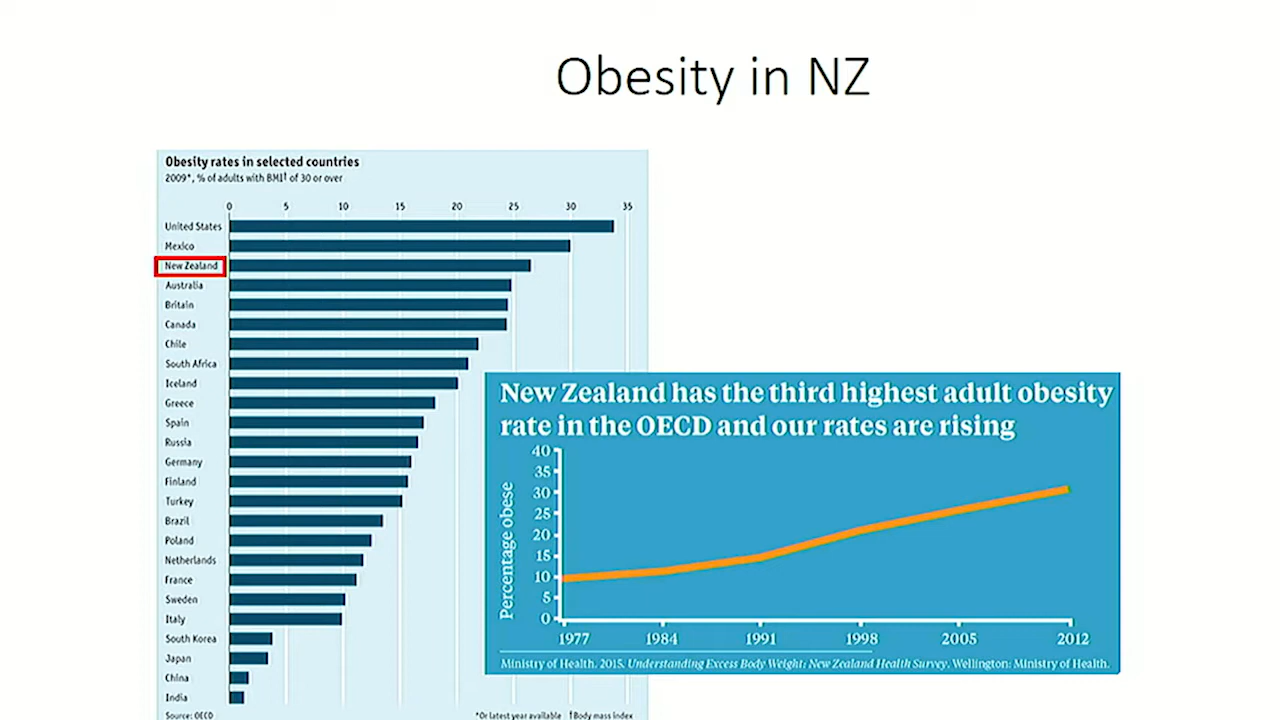 Obesity in NZ
Obesity rates in selected countries
2009*, % of adults with BMI† of 30 or over
0 5 10 15 20 25 30 35
United States
Mexico
New Zealand
Australia
Britain
Canada
Chile
South Africa
Iceland
Greece
Spain
Russia
Germany
Finland
Turkey
Brazil
Poland
Netherlands
France
Sweden
Italy
South Korea
Japan
China
India
Source: OECD
*Or latest year available †Body mass index
New Zealand has the third highest adult obesity
rate in the OECD and our rates are rising
Percentage obese
40
35
30
25
20
15
10
5
0
1977 1984 1991 1998 2005 2012
Ministry of Health. 2015. Understanding Excess Body Weight: New Zealand Health Survey. Wellington: Ministry of Health.